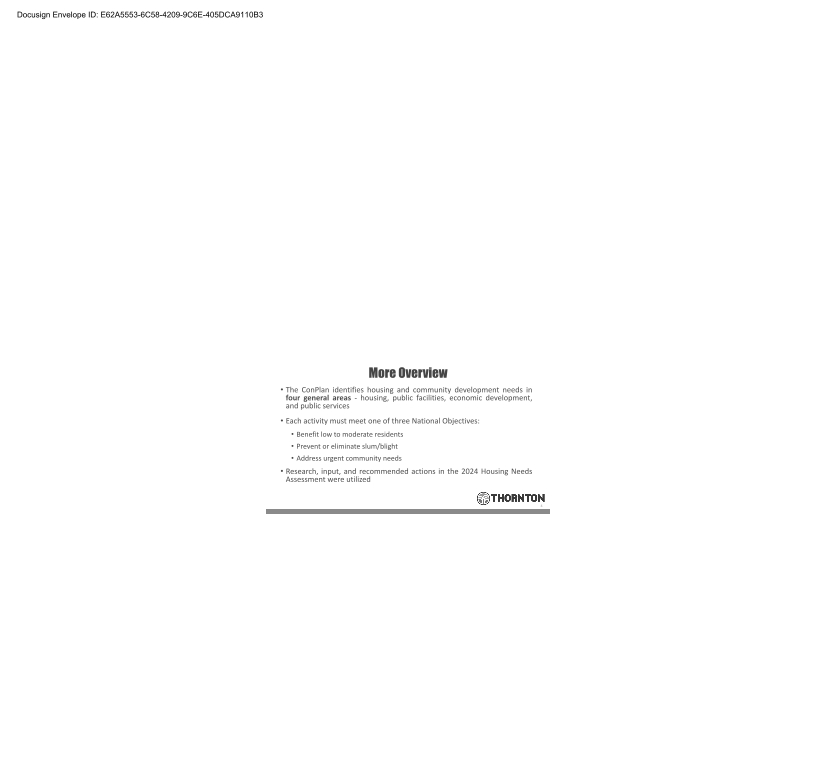 Docusign Envelope ID: E62A5553-6C58-4209-9C6E-405DCA9110B3
More Overview
• The ConPlan identifies housing and community development needs in
four general areas - housing, public facilities, economic development,
and public services
• Each activity must meet one of three National Objectives:
• Benefit low to moderate residents
• Prevent or eliminate slum/blight
• Address urgent community needs
• Research, input, and recommended actions in the 2024 Housing Needs
Assessment were utilized
THORNTON